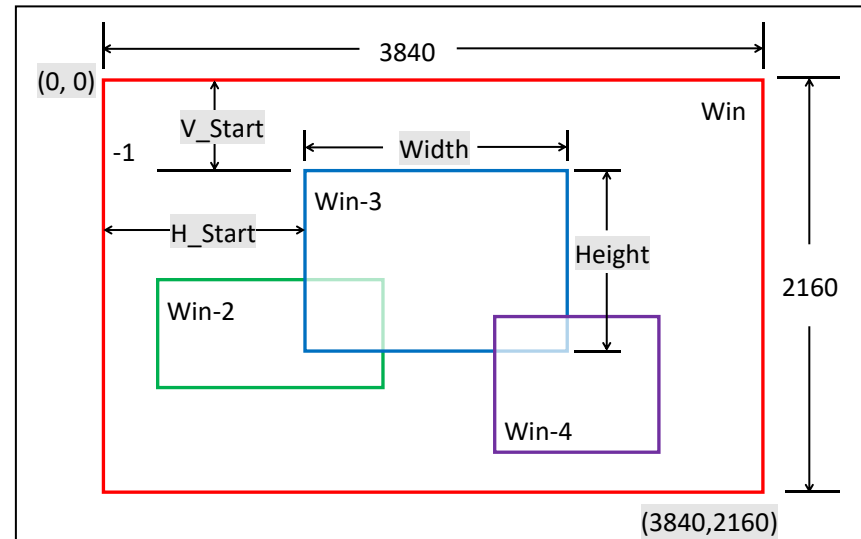 3840
(0, 0)
V_Start
Win
-1
Width
Win-3
H_Start
Height
2160
Win-2
Win-4
(3840,2160)